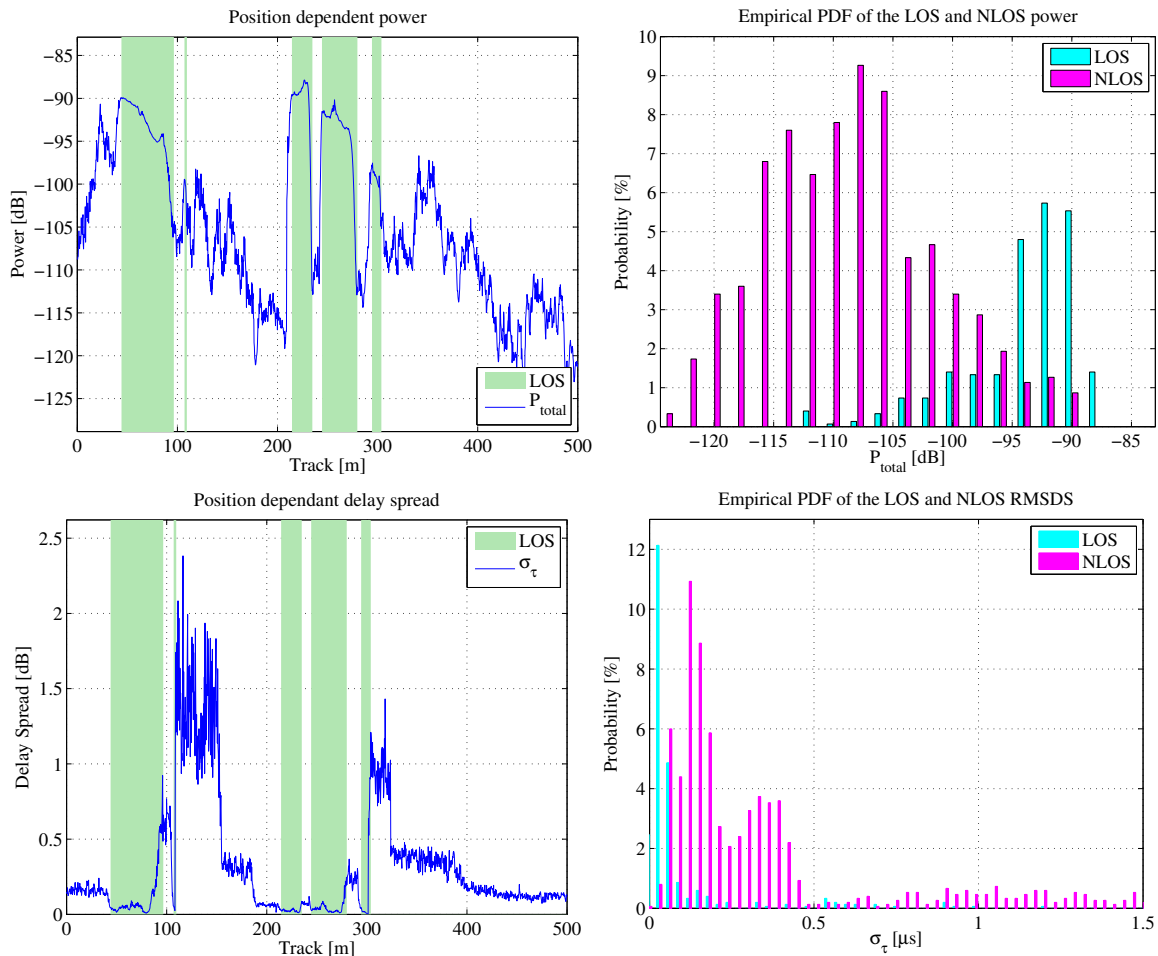 Position dependent power
−85
−90
−95
−100
−105
−110
−115
−120
−125
Power [dB]
0
100
200
300
400
500
Track [m]
LOS
P_total
Empirical PDF of the LOS and NLOS power
10
9
8
7
6
5
4
3
2
1
0
Probability [%]
−120
−115
−110
−105
−100
−95
−90
−85
P_total [dB]
LOS
NLOS
Position dependant delay spread
2.5
2
1.5
1
0.5
0
Delay Spread [dB]
0
100
200
300
400
500
Track [m]
LOS
σ_τ
Empirical PDF of the LOS and NLOS RMSDS
12
10
8
6
4
2
0
Probability [%]
0
0.5
1
1.5
σ_τ [μs]
LOS
NLOS